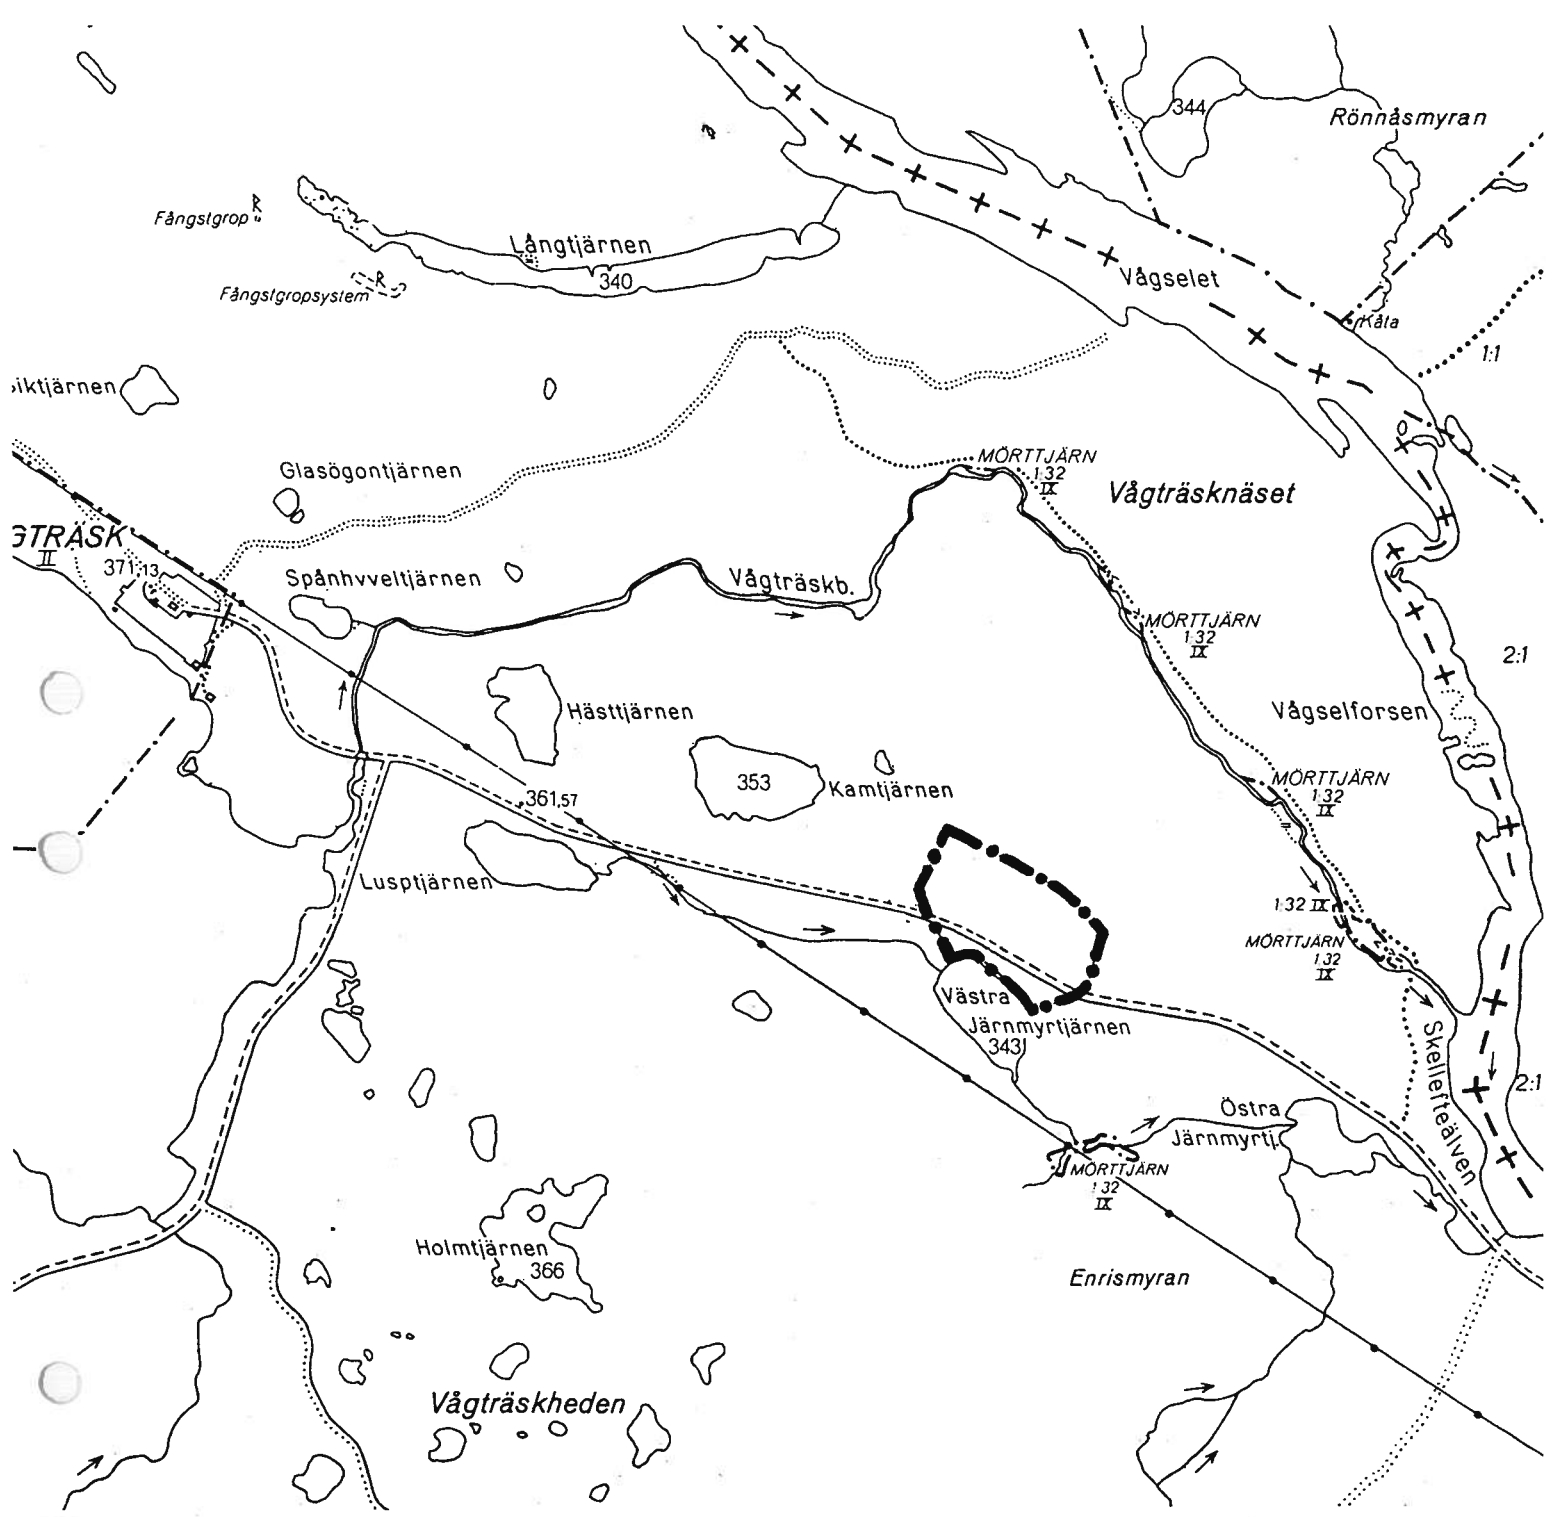 344
Rönnåsmyran
Fångstgrop
R
Långtjärnen
340
R
Fångstgropsystem
Vågselet
Kåta
1:1
iktjärnen
Glasögontjärnen
MÖRTTJÄRN
1:32
IX
Vågträsknäset
GTRÄSK
II
371,13
Spånhvveltjärnen
Vågträskb.
MÖRTTJÄRN
1:32
IX
2:1
Hästtjärnen
Vågselforsen
353
Kamtjärnen
MÖRTTJÄRN
1:32
IX
361,57
Lusptjärnen
1:32 IX
MÖRTTJÄRN
1:32
IX
Västra
Järnmyrtjärnen
343
Skellefteälven
2:1
Östra
Järnmyrtj.
MÖRTTJÄRN
1:32
IX
Holmtjärnen
366
Enrismyran
Vågträskheden